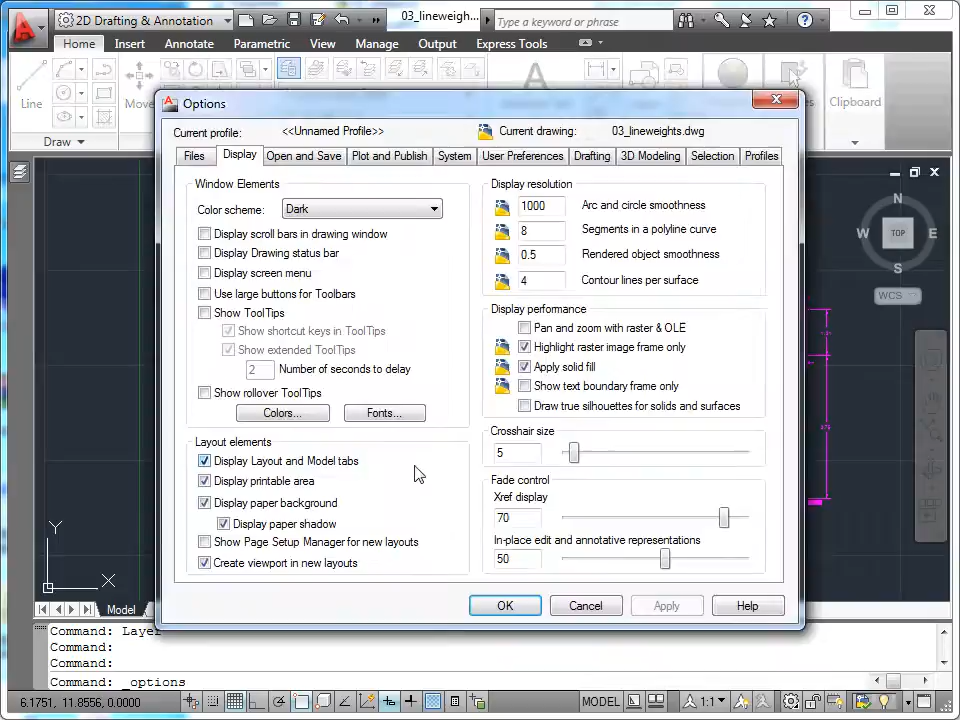 2D Drafting & Annotation
03_lineweigh...
Type a keyword or phrase
Home Insert Annotate Parametric View Manage Output Express Tools
Line
Move
Clipboard
Draw
Options
Current profile: <<Unnamed Profile>> Current drawing: 03_lineweights.dwg
Files Display Open and Save Plot and Publish System User Preferences Drafting 3D Modeling Selection Profiles
Window Elements
Color scheme: Dark
Display scroll bars in drawing window
Display Drawing status bar
Display screen menu
Use large buttons for Toolbars
Show ToolTips
Show shortcut keys in ToolTips
Show extended ToolTips
2 Number of seconds to delay
Show rollover ToolTips
Colors... Fonts...
Layout elements
Display Layout and Model tabs
Display printable area
Display paper background
Display paper shadow
Show Page Setup Manager for new layouts
Create viewport in new layouts
Display resolution
1000 Arc and circle smoothness
8 Segments in a polyline curve
0.5 Rendered object smoothness
4 Contour lines per surface
Display performance
Pan and zoom with raster & OLE
Highlight raster image frame only
Apply solid fill
Show text boundary frame only
Draw true silhouettes for solids and surfaces
Crosshair size
5
Fade control
Xref display
70
In-place edit and annotative representations
50
OK Cancel Apply Help
N
W TOP E
S
WCS
Y
X
Model
Command: Layer
Command:
Command:
Command: _options
6.1751, 11.8556, 0.0000 MODEL 1:1